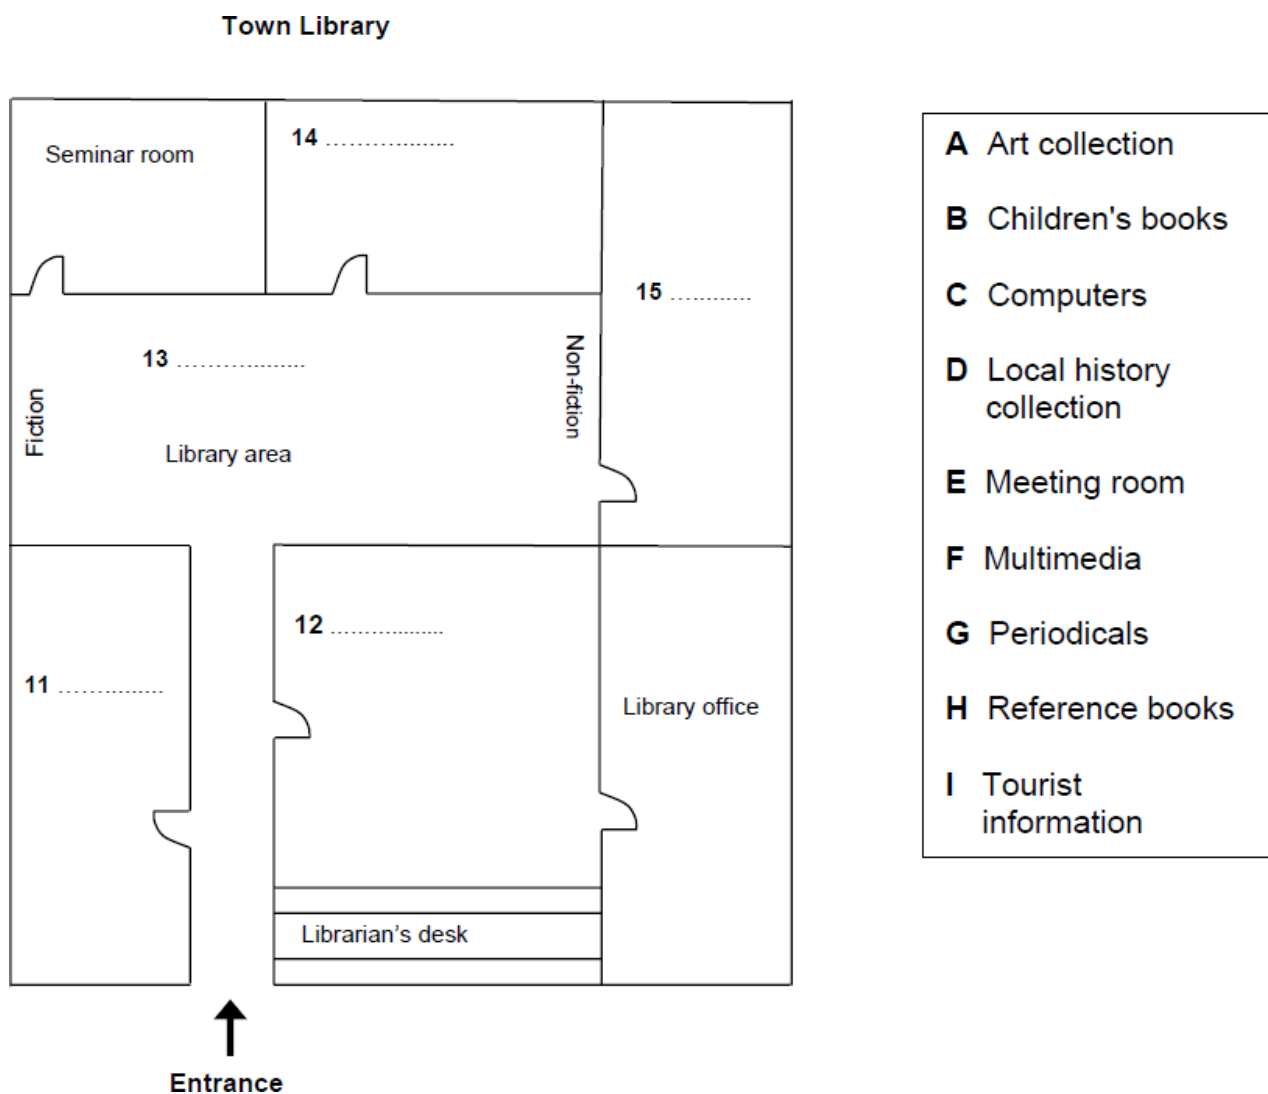 Town Library
Seminar room
14 ..................
15 ..............
13 ..................
Fiction
Non-fiction
Library area
12 ..................
11 ..................
Library office
Librarian's desk
Entrance
A Art collection
B Children's books
C Computers
D Local history
collection
E Meeting room
F Multimedia
G Periodicals
H Reference books
I Tourist
information